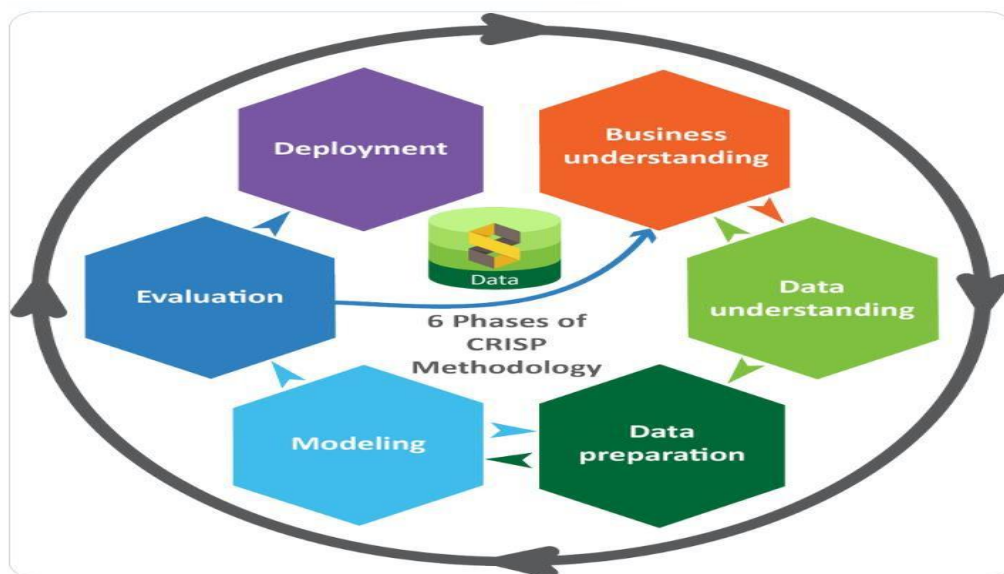 Deployment
Business
understanding
Data
understanding
Data
preparation
Modeling
Evaluation
Data
6 Phases of
CRISP
Methodology